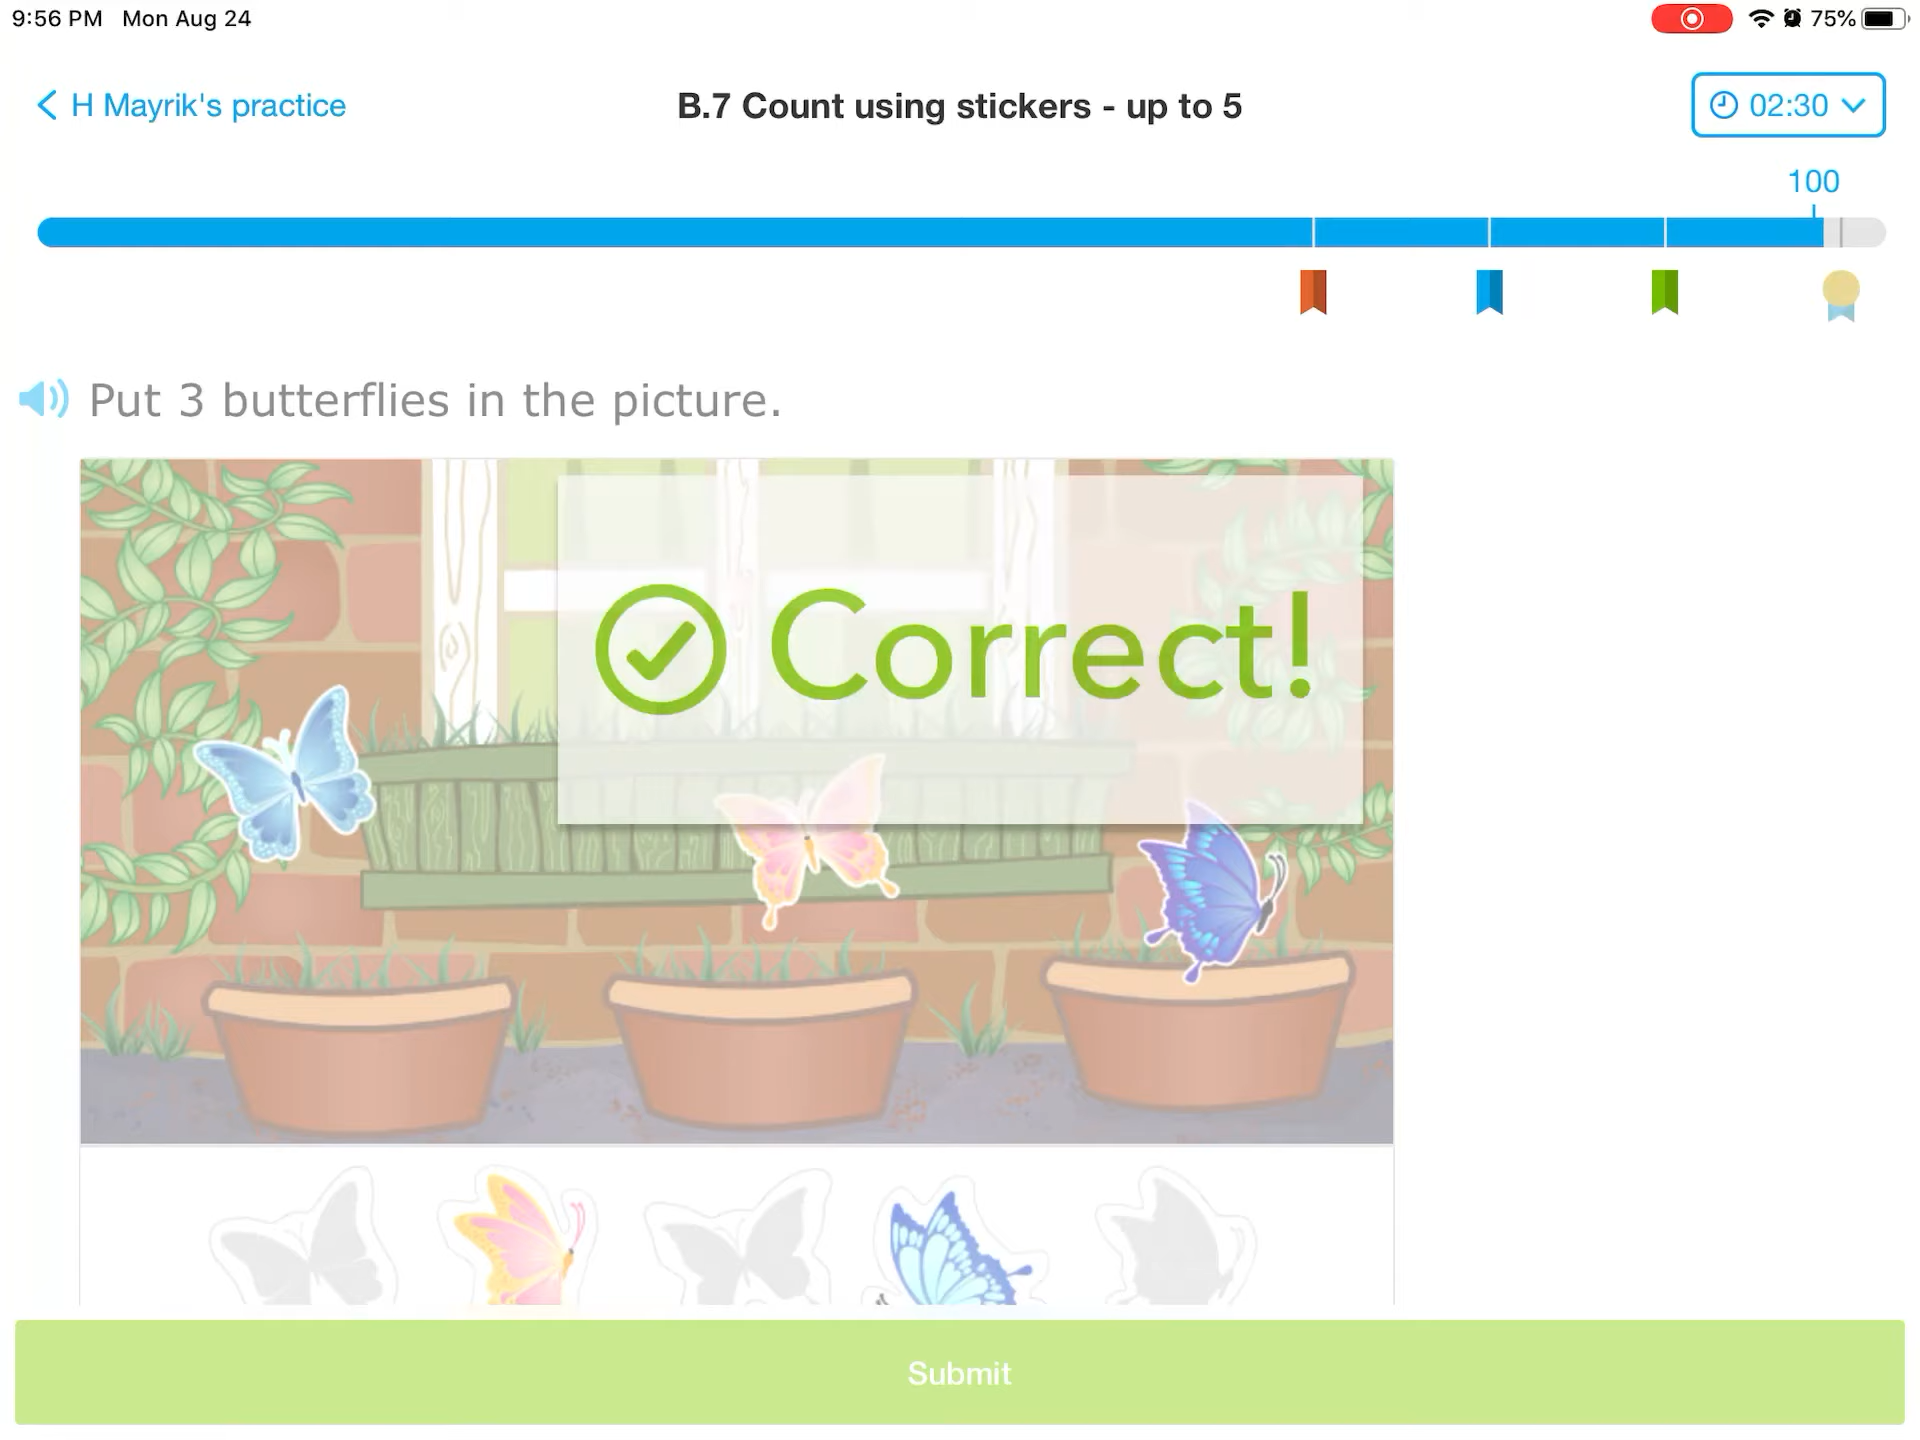 9:56 PM Mon Aug 24
75%
H Mayrik's practice
B.7 Count using stickers - up to 5
02:30
100
Put 3 butterflies in the picture.
Correct!
Submit